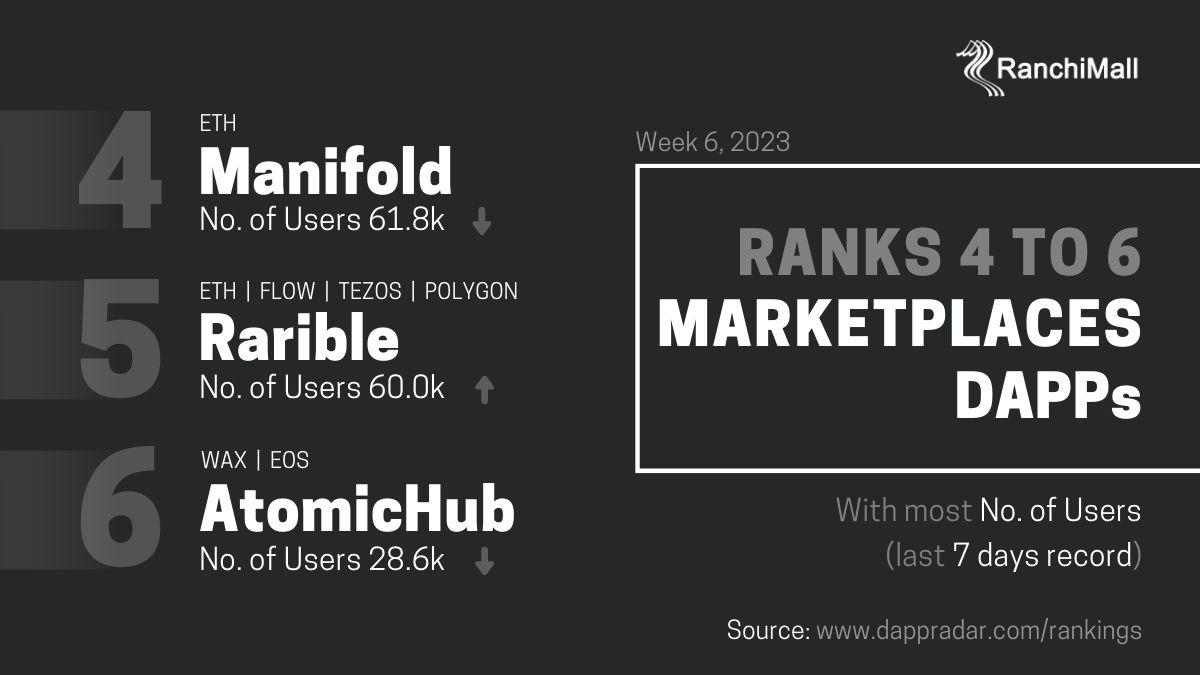 RanchiMall
4
ETH
Manifold
No. of Users 61.8k
5
ETH | FLOW | TEZOS | POLYGON
Rarible
No. of Users 60.0k
6
WAX | EOS
AtomicHub
No. of Users 28.6k
Week 6, 2023
RANKS 4 TO 6
MARKETPLACES
DAPPs
With most No. of Users
(last 7 days record)
Source: www.dappradar.com/rankings